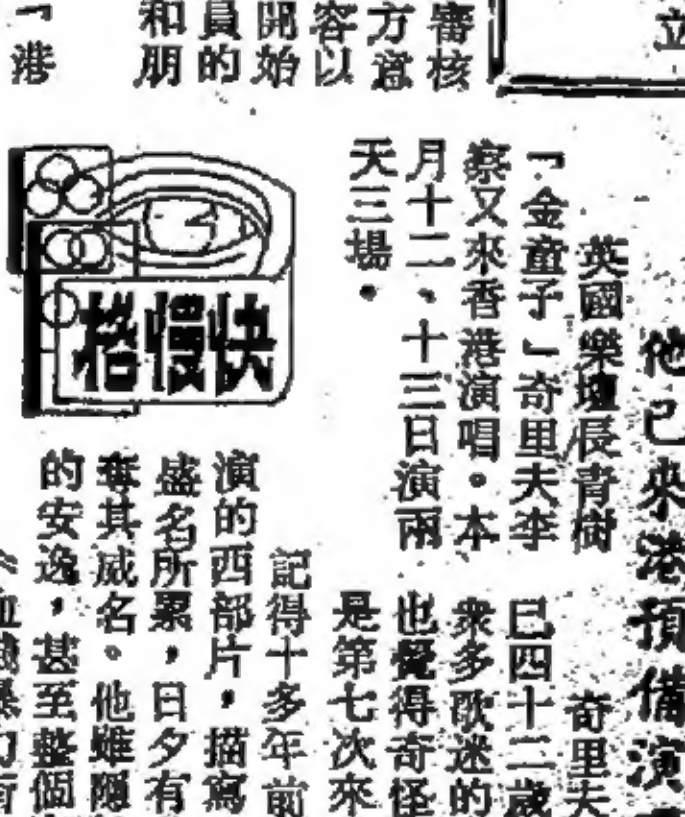 立
審核
方意
容以
開始
員的
和朋
「港
他已來港預備演
英國樂壇長青樹
「金童子」奇里夫李
察又來香港演唱。本
月十二、十三日演兩
天三場。
奇里夫
已四十二歲
衆多歌迷的
也覺得奇怪
是第七次來
快慢格
記得十多年前
演的西部片，描寫
盛名所累，日夕有
奪其威名。他雖隱
的安逸，甚至整個